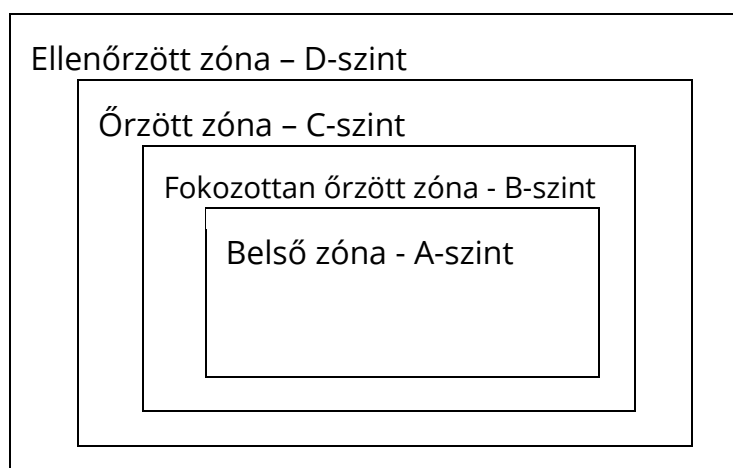 Ellenőrzött zóna – D-szint
Őrzött zóna – C-szint
Fokozottan őrzött zóna - B-szint
Belső zóna - A-szint